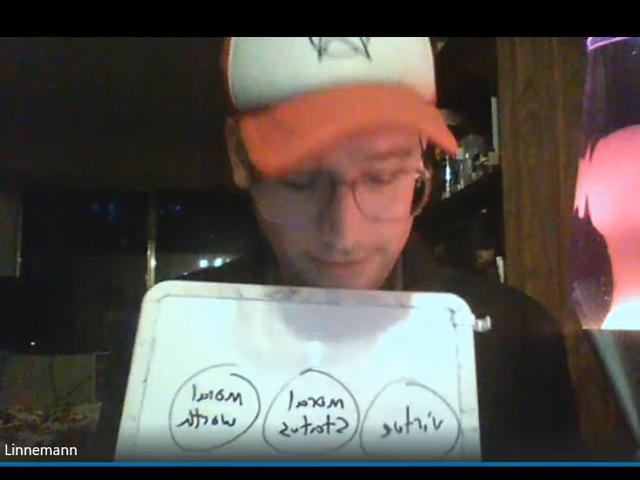 moral
worth
moral
status
virtue
Linnemann